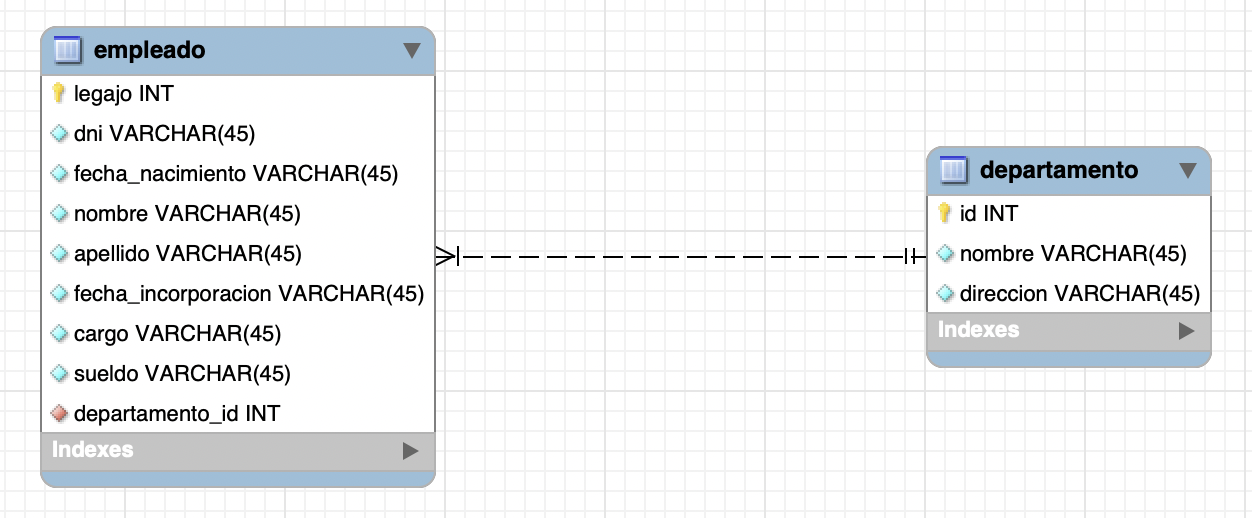 empleado
legajo INT
dni VARCHAR(45)
fecha_nacimiento VARCHAR(45)
nombre VARCHAR(45)
apellido VARCHAR(45)
fecha_incorporacion VARCHAR(45)
cargo VARCHAR(45)
sueldo VARCHAR(45)
departamento_id INT
Indexes
departamento
id INT
nombre VARCHAR(45)
direccion VARCHAR(45)
Indexes